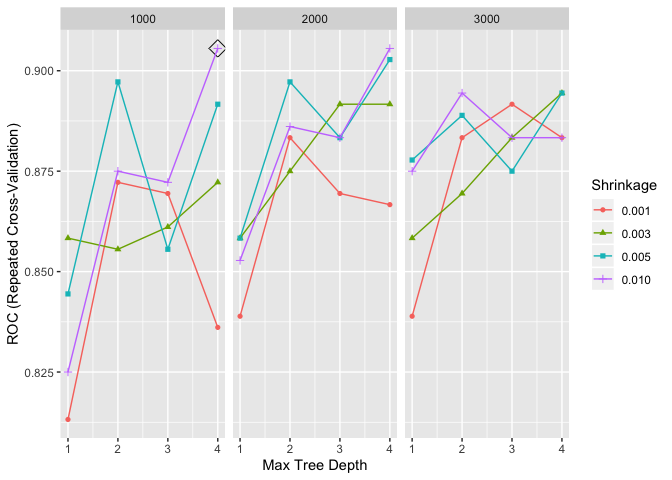 1000 2000 3000
ROC (Repeated Cross-Validation)
0.900
0.875
0.850
0.825
1 2 3 4 1 2 3 4 1 2 3 4
Max Tree Depth
Shrinkage
0.001
0.003
0.005
0.010